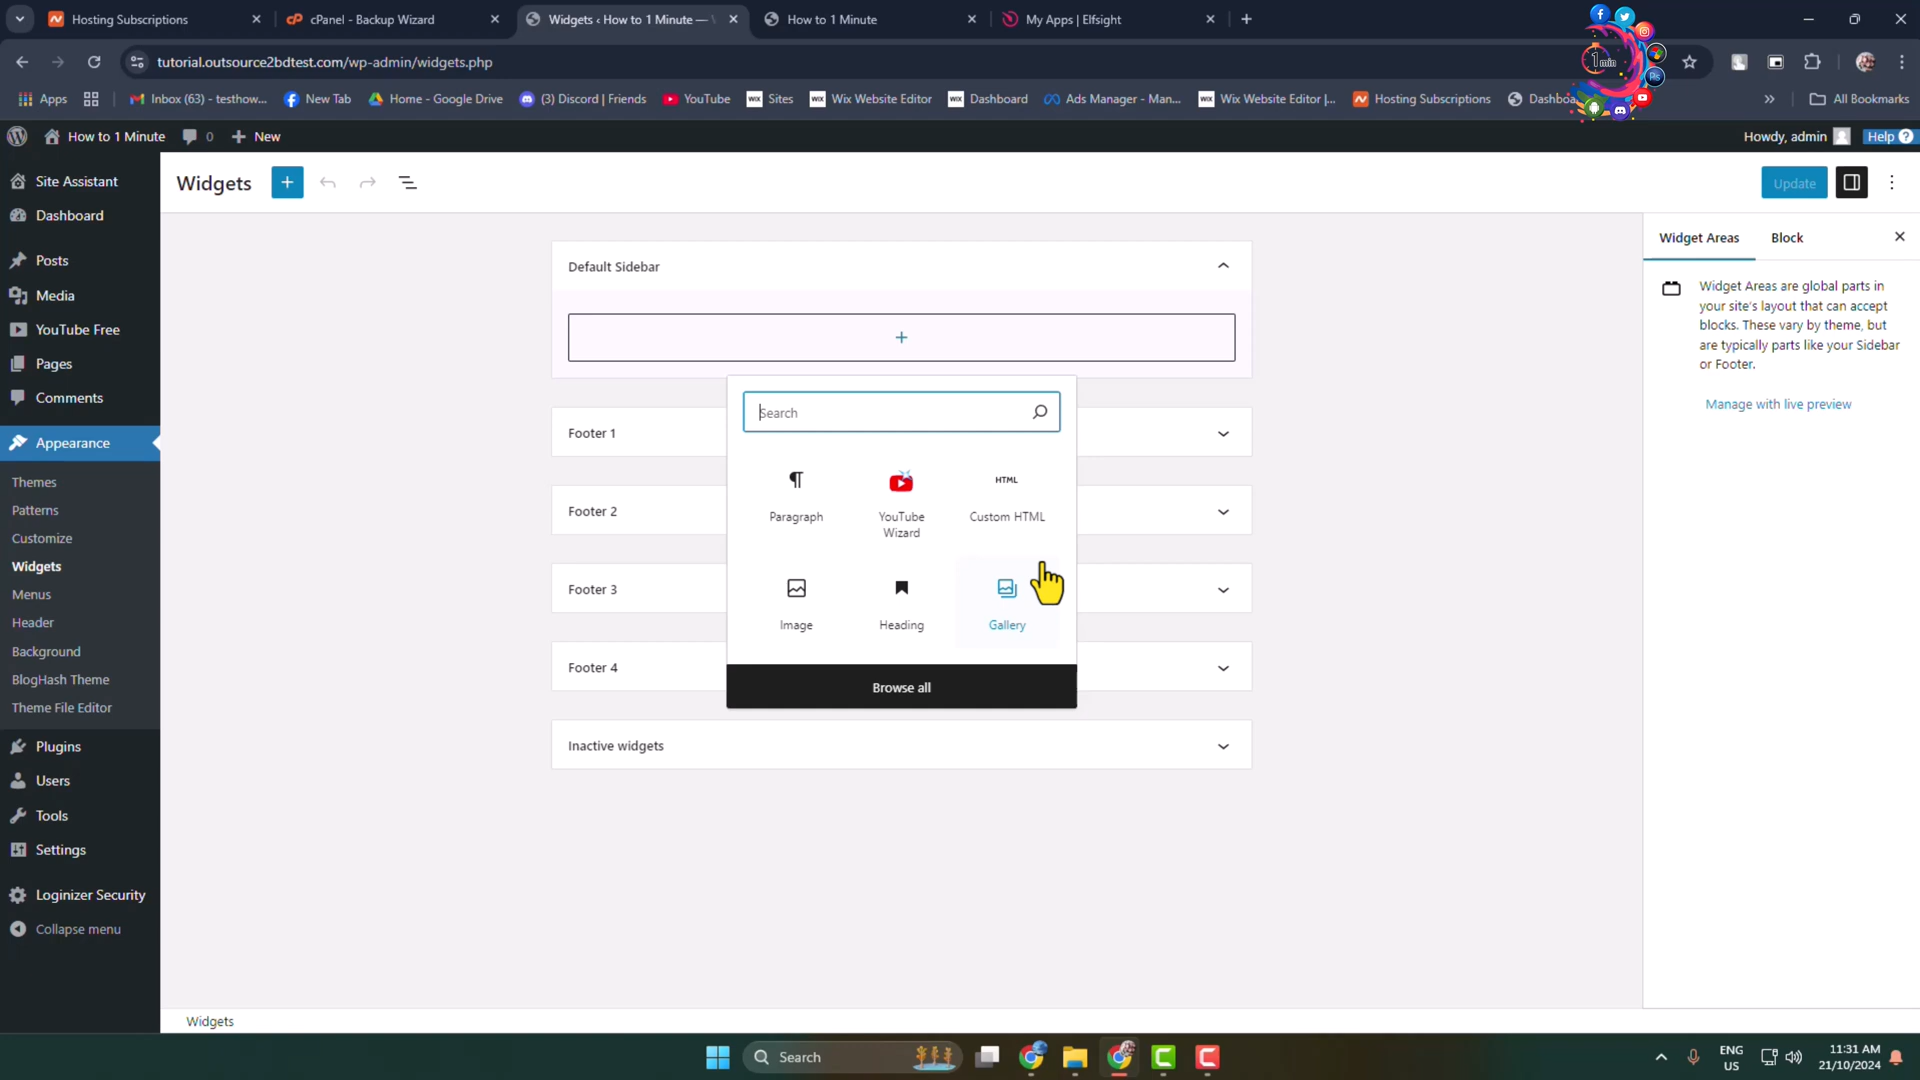 Hosting Subscriptions
cPanel - Backup Wizard
Widgets ‹ How to 1 Minute —
How to 1 Minute
My Apps | Elfsight
tutorial.outsource2bdtest.com/wp-admin/widgets.php
1 min
Ps
Apps
Inbox (63) - testhow...
New Tab
Home - Google Drive
(3) Discord | Friends
YouTube
WIX Sites
WIX Wix Website Editor
WIX Dashboard
Ads Manager - Man...
WIX Wix Website Editor |...
Hosting Subscriptions
Dashboa
»
All Bookmarks
How to 1 Minute
0
+ New
Howdy, admin
Help ?
Site Assistant
Dashboard
Posts
Media
YouTube Free
Pages
Comments
Appearance
Themes
Patterns
Customize
Widgets
Menus
Header
Background
BlogHash Theme
Theme File Editor
Plugins
Users
Tools
Settings
Loginizer Security
Collapse menu
Widgets
Update
Default Sidebar
Search
Paragraph
YouTube
Wizard
HTML
Custom HTML
Image
Heading
Gallery
Browse all
Footer 1
Footer 2
Footer 3
Footer 4
Inactive widgets
Widget Areas
Block
Widget Areas are global parts in
your site's layout that can accept
blocks. These vary by theme, but
are typically parts like your Sidebar
or Footer.
Manage with live preview
Widgets
Search
ENG
US
11:31 AM
21/10/2024